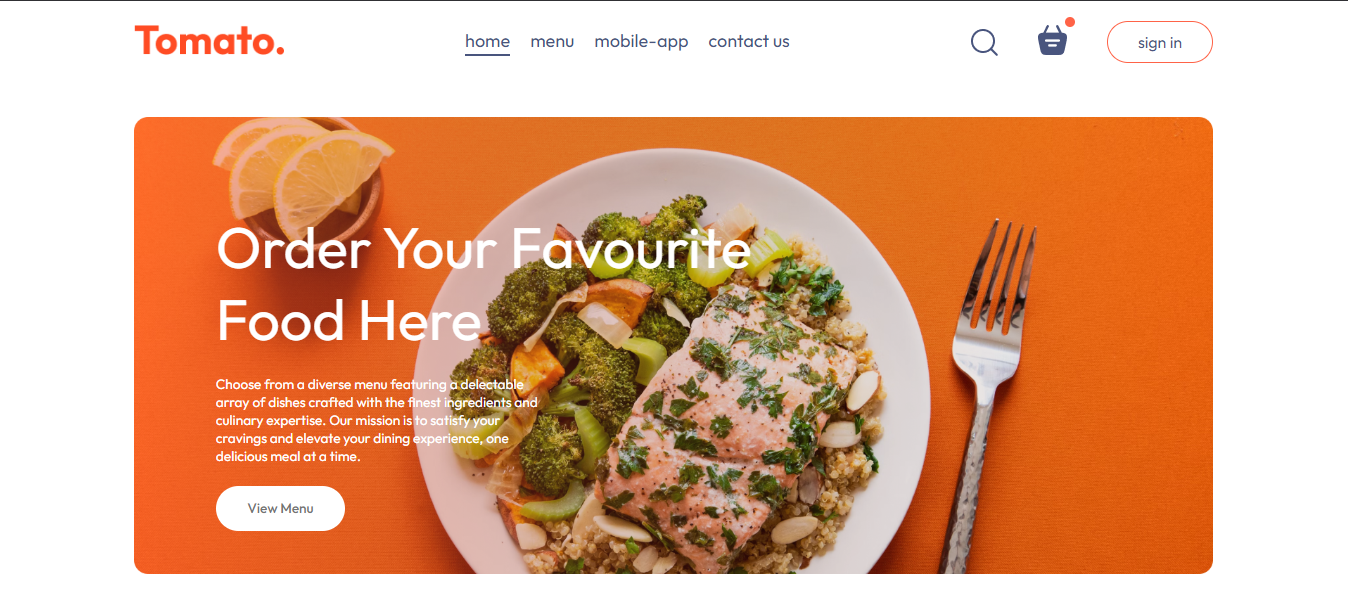 Tomato.
home menu mobile-app contact us
sign in
Order Your Favourite
Food Here
Choose from a diverse menu featuring a delectable
array of dishes crafted with the finest ingredients and
culinary expertise. Our mission is to satisfy your
cravings and elevate your dining experience, one
delicious meal at a time.
View Menu